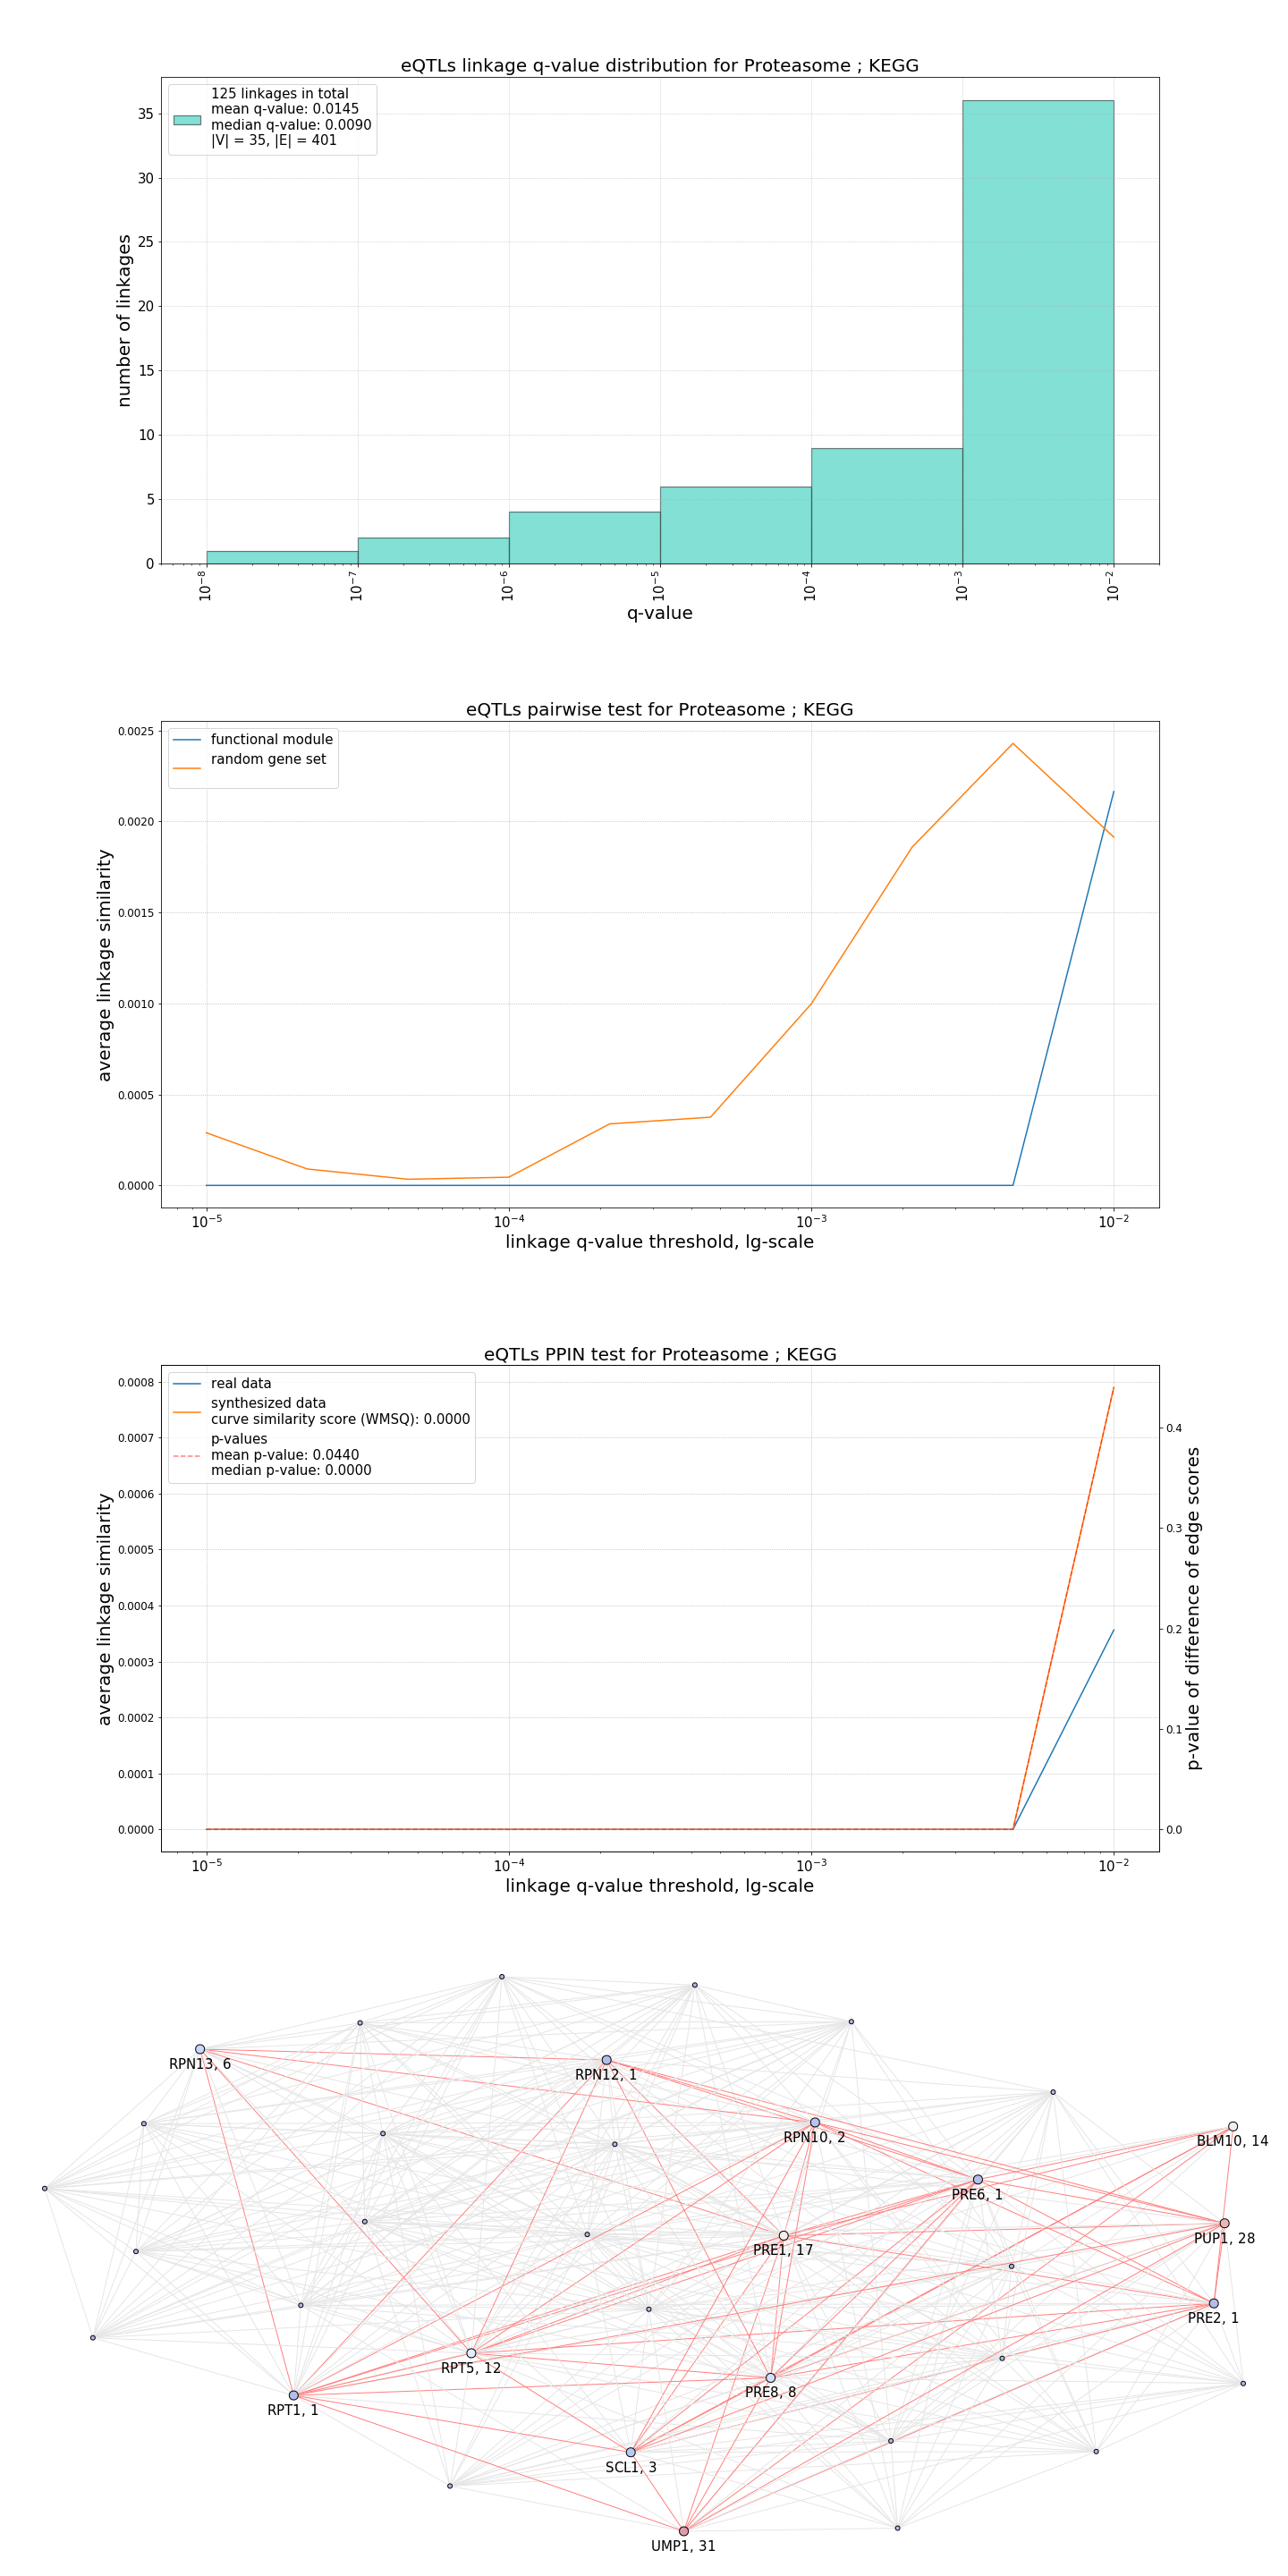 eQTLs linkage q-value distribution for Proteasome ; KEGG
125 linkages in total
mean q-value: 0.0145
median q-value: 0.0090
|V| = 35, |E| = 401
number of linkages
35
30
25
20
15
10
5
0
10⁻⁸
10⁻⁷
10⁻⁶
10⁻⁵
10⁻⁴
10⁻³
10⁻²
q-value
eQTLs pairwise test for Proteasome ; KEGG
functional module
random gene set
average linkage similarity
0.0025
0.0020
0.0015
0.0010
0.0005
0.0000
10⁻⁵
10⁻⁴
10⁻³
10⁻²
linkage q-value threshold, lg-scale
eQTLs PPIN test for Proteasome ; KEGG
real data
synthesized data
curve similarity score (WMSQ): 0.0000
p-values
mean p-value: 0.0440
median p-value: 0.0000
average linkage similarity
0.0008
0.0007
0.0006
0.0005
0.0004
0.0003
0.0002
0.0001
0.0000
0.4
0.3
0.2
0.1
0.0
p-value of difference of edge scores
10⁻⁵
10⁻⁴
10⁻³
10⁻²
linkage q-value threshold, lg-scale
RPN13, 6
RPN12, 1
RPN10, 2
BLM10, 14
PRE6, 1
PUP1, 28
PRE1, 17
PRE2, 1
RPT5, 12
PRE8, 8
RPT1, 1
SCL1, 3
UMP1, 31